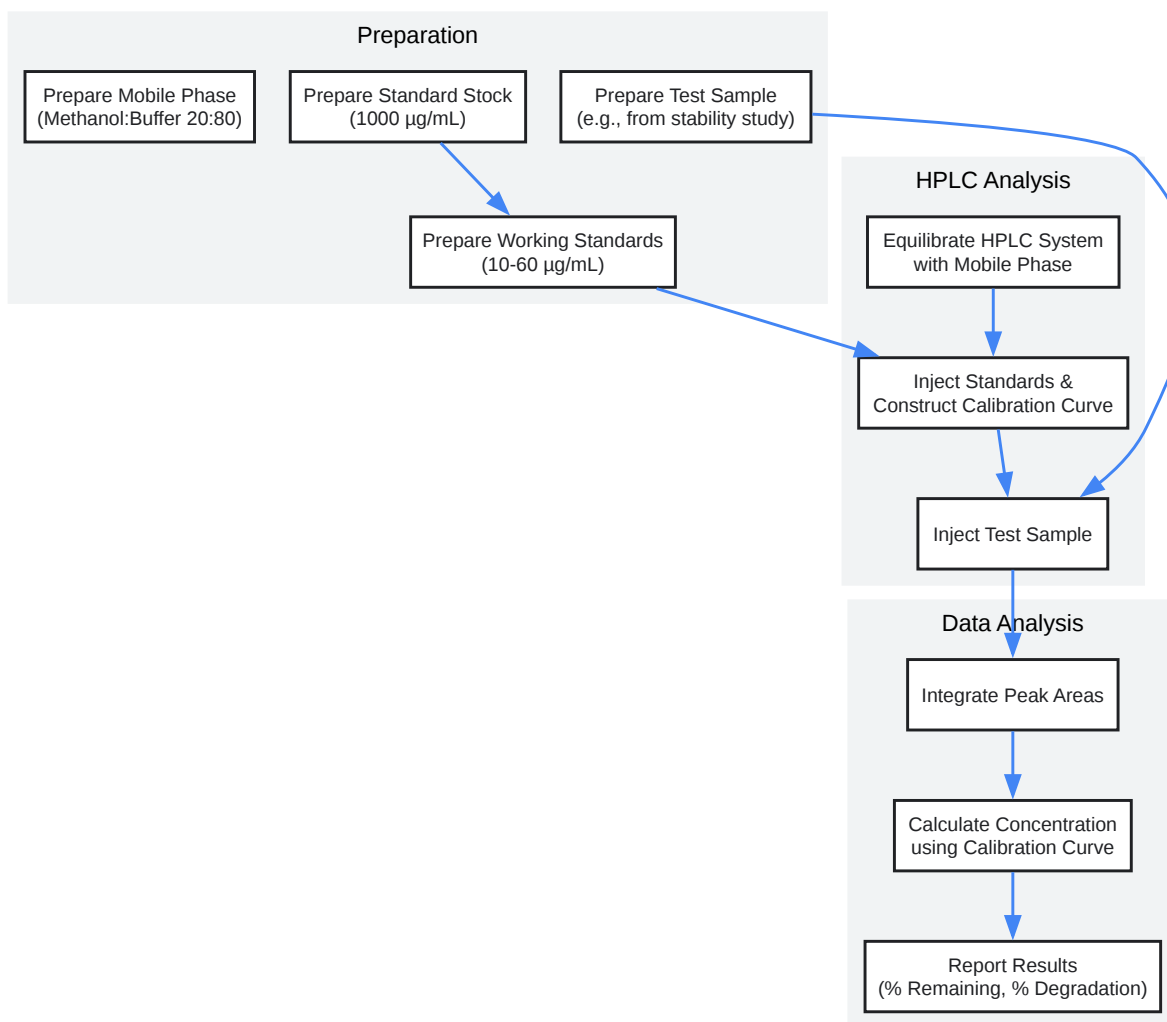 Preparation
Prepare Mobile Phase
(Methanol:Buffer 20:80)
Prepare Standard Stock
(1000 µg/mL)
Prepare Test Sample
(e.g., from stability study)
Prepare Working Standards
(10-60 µg/mL)
HPLC Analysis
Equilibrate HPLC System
with Mobile Phase
Inject Standards &
Construct Calibration Curve
Inject Test Sample
Data Analysis
Integrate Peak Areas
Calculate Concentration
using Calibration Curve
Report Results
(% Remaining, % Degradation)